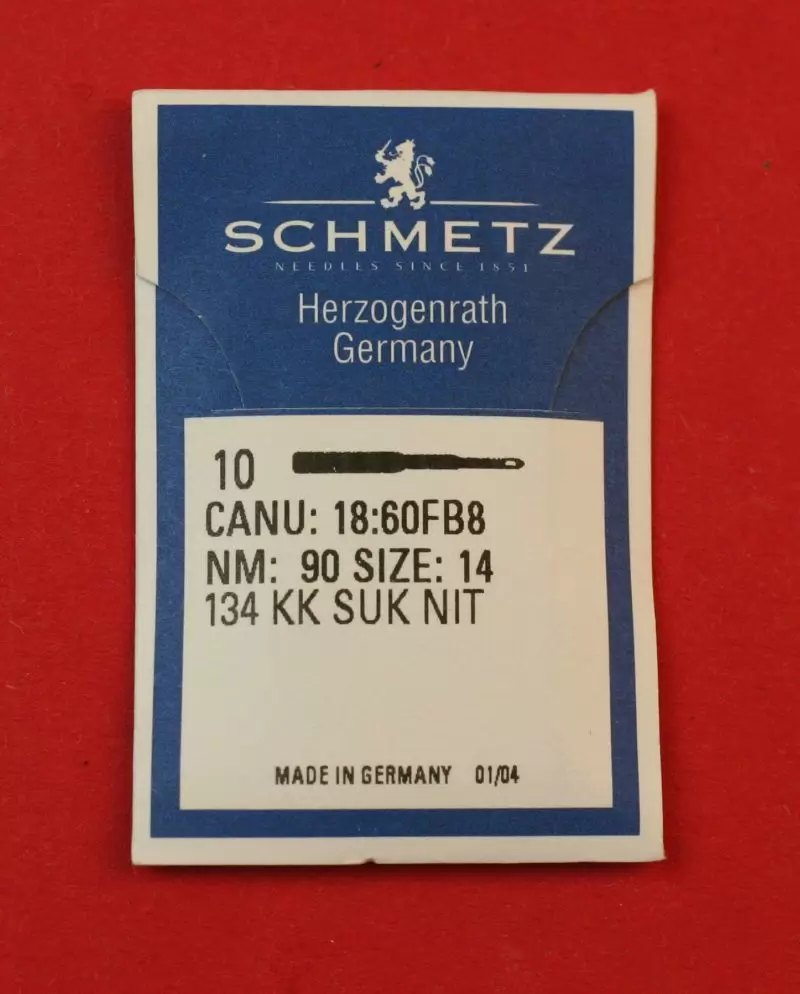 SCHMETZ
NEEDLES SINCE 1851
Herzogenrath
Germany
10
CANU: 18:60FB8
NM: 90 SIZE: 14
134 KK SUK NIT
MADE IN GERMANY 01/04